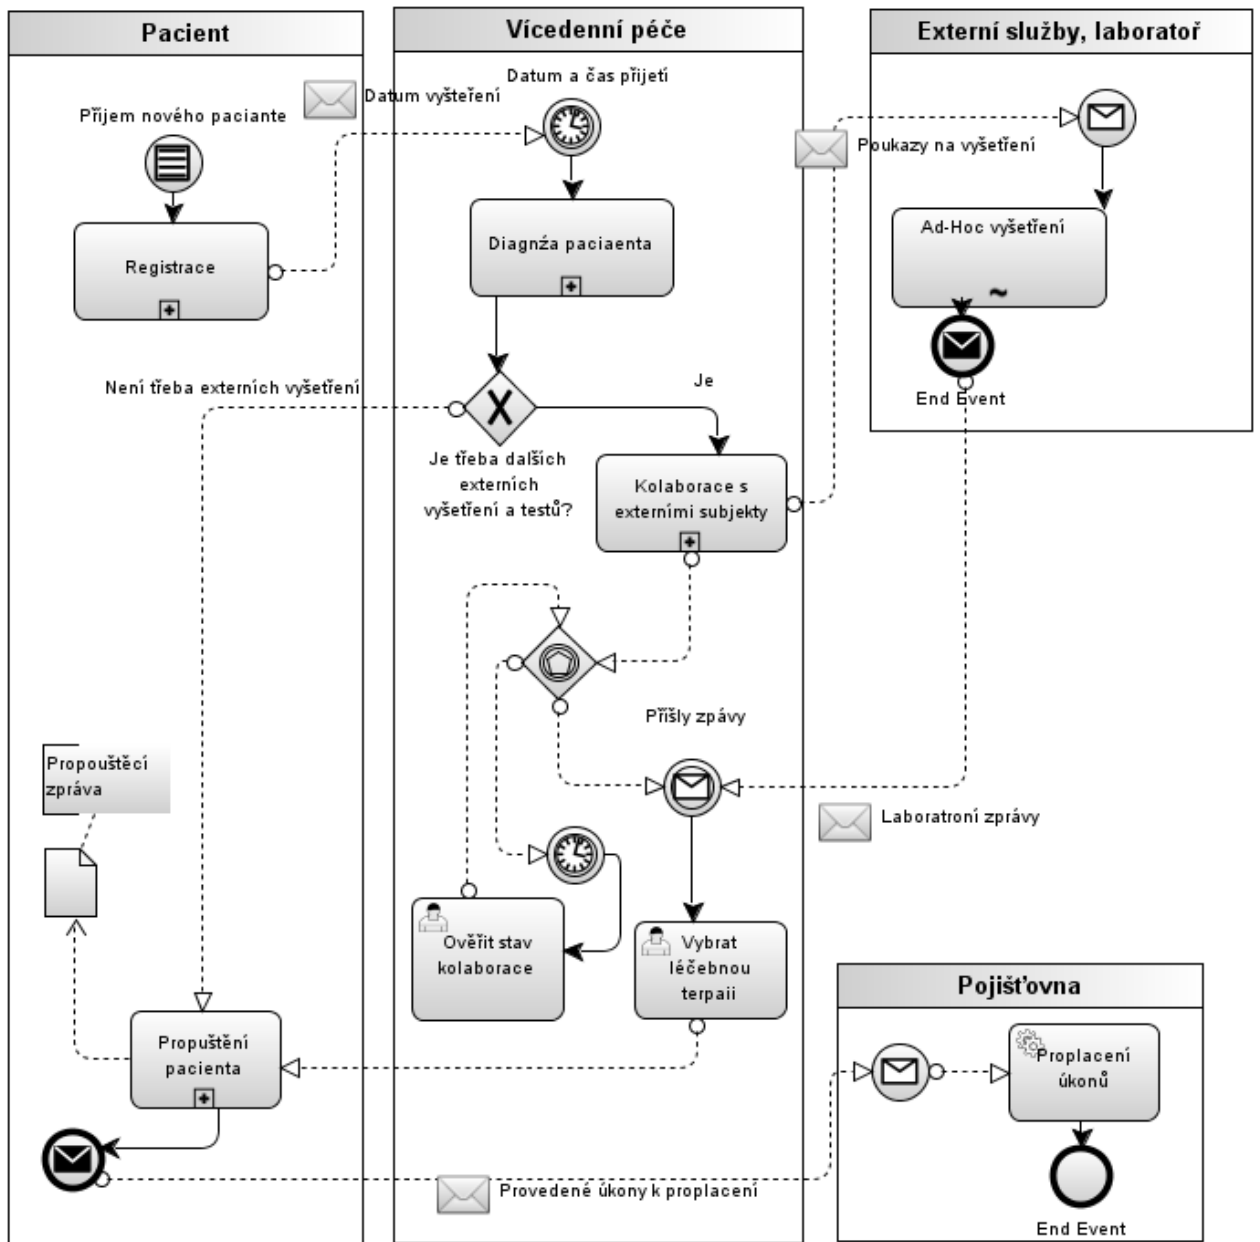 Pacient
Příjem nového paciante
Registrace
Datum vyšteření
Není třeba externích vyšetření
Propouštěcí
zpráva
Propuštění
pacienta
Vícedenní péče
Datum a čas přijetí
Diagnźa paciaenta
Je
Je třeba dalších
externích
vyšetření a testů?
Kolaborace s
externími subjekty
Příšly zpávy
Ověřit stav
kolaborace
Vybrat
léčebnou
terpaii
Provedené úkony k proplacení
Externí služby, laboratoř
Poukazy na vyšetření
Ad-Hoc vyšetření
End Event
Laboratroní zprávy
Pojišťovna
Proplacení
úkonů
End Event